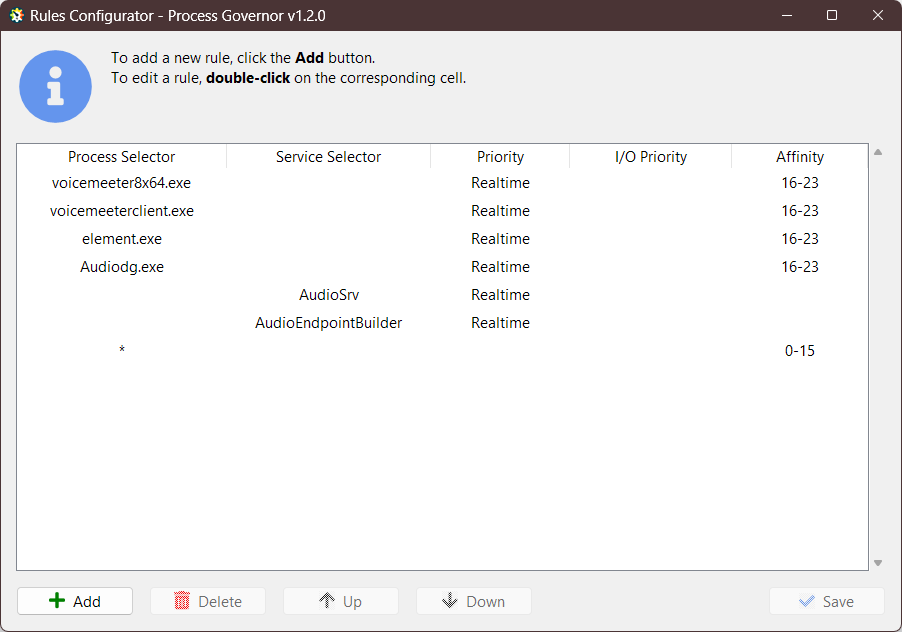 Rules Configurator - Process Governor v1.2.0
To add a new rule, click the Add button.
To edit a rule, double-click on the corresponding cell.
Process Selector Service Selector Priority I/O Priority Affinity
voicemeeter8x64.exe Realtime 16-23
voicemeeterclient.exe Realtime 16-23
element.exe Realtime 16-23
Audiodg.exe Realtime 16-23
AudioSrv Realtime
AudioEndpointBuilder Realtime
* 0-15
Add Delete Up Down Save